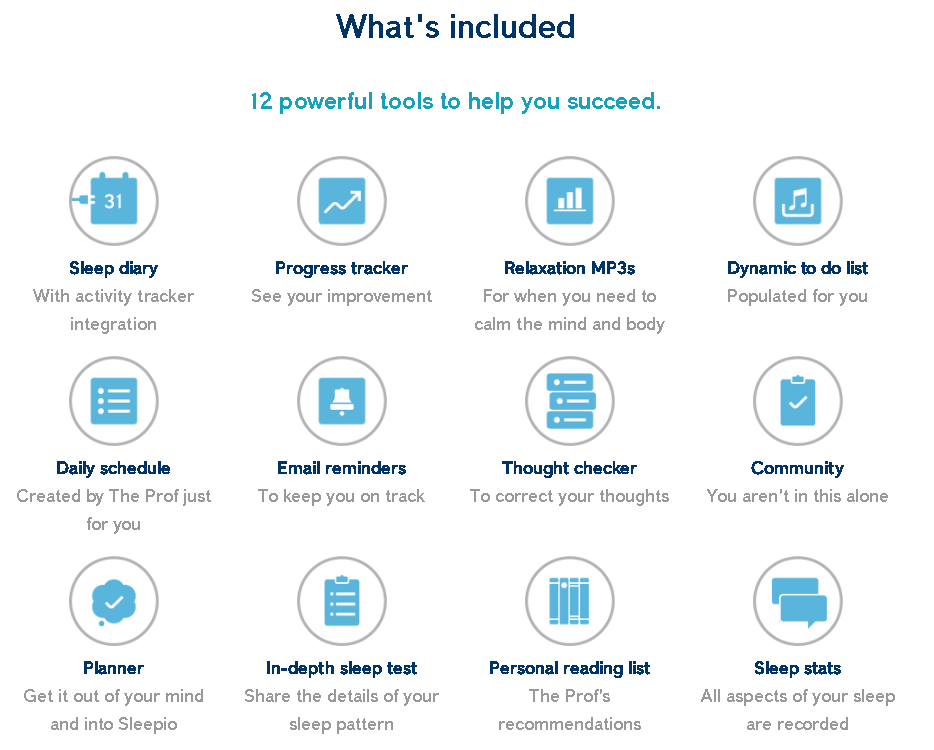 What's included
12 powerful tools to help you succeed.
31
Sleep diary
With activity tracker
integration
Progress tracker
See your improvement
Relaxation MP3s
For when you need to
calm the mind and body
Dynamic to do list
Populated for you
Daily schedule
Created by The Prof just
for you
Email reminders
To keep you on track
Thought checker
To correct your thoughts
Community
You aren't in this alone
Planner
Get it out of your mind
and into Sleepio
In-depth sleep test
Share the details of your
sleep pattern
Personal reading list
The Prof's
recommendations
Sleep stats
All aspects of your sleep
are recorded